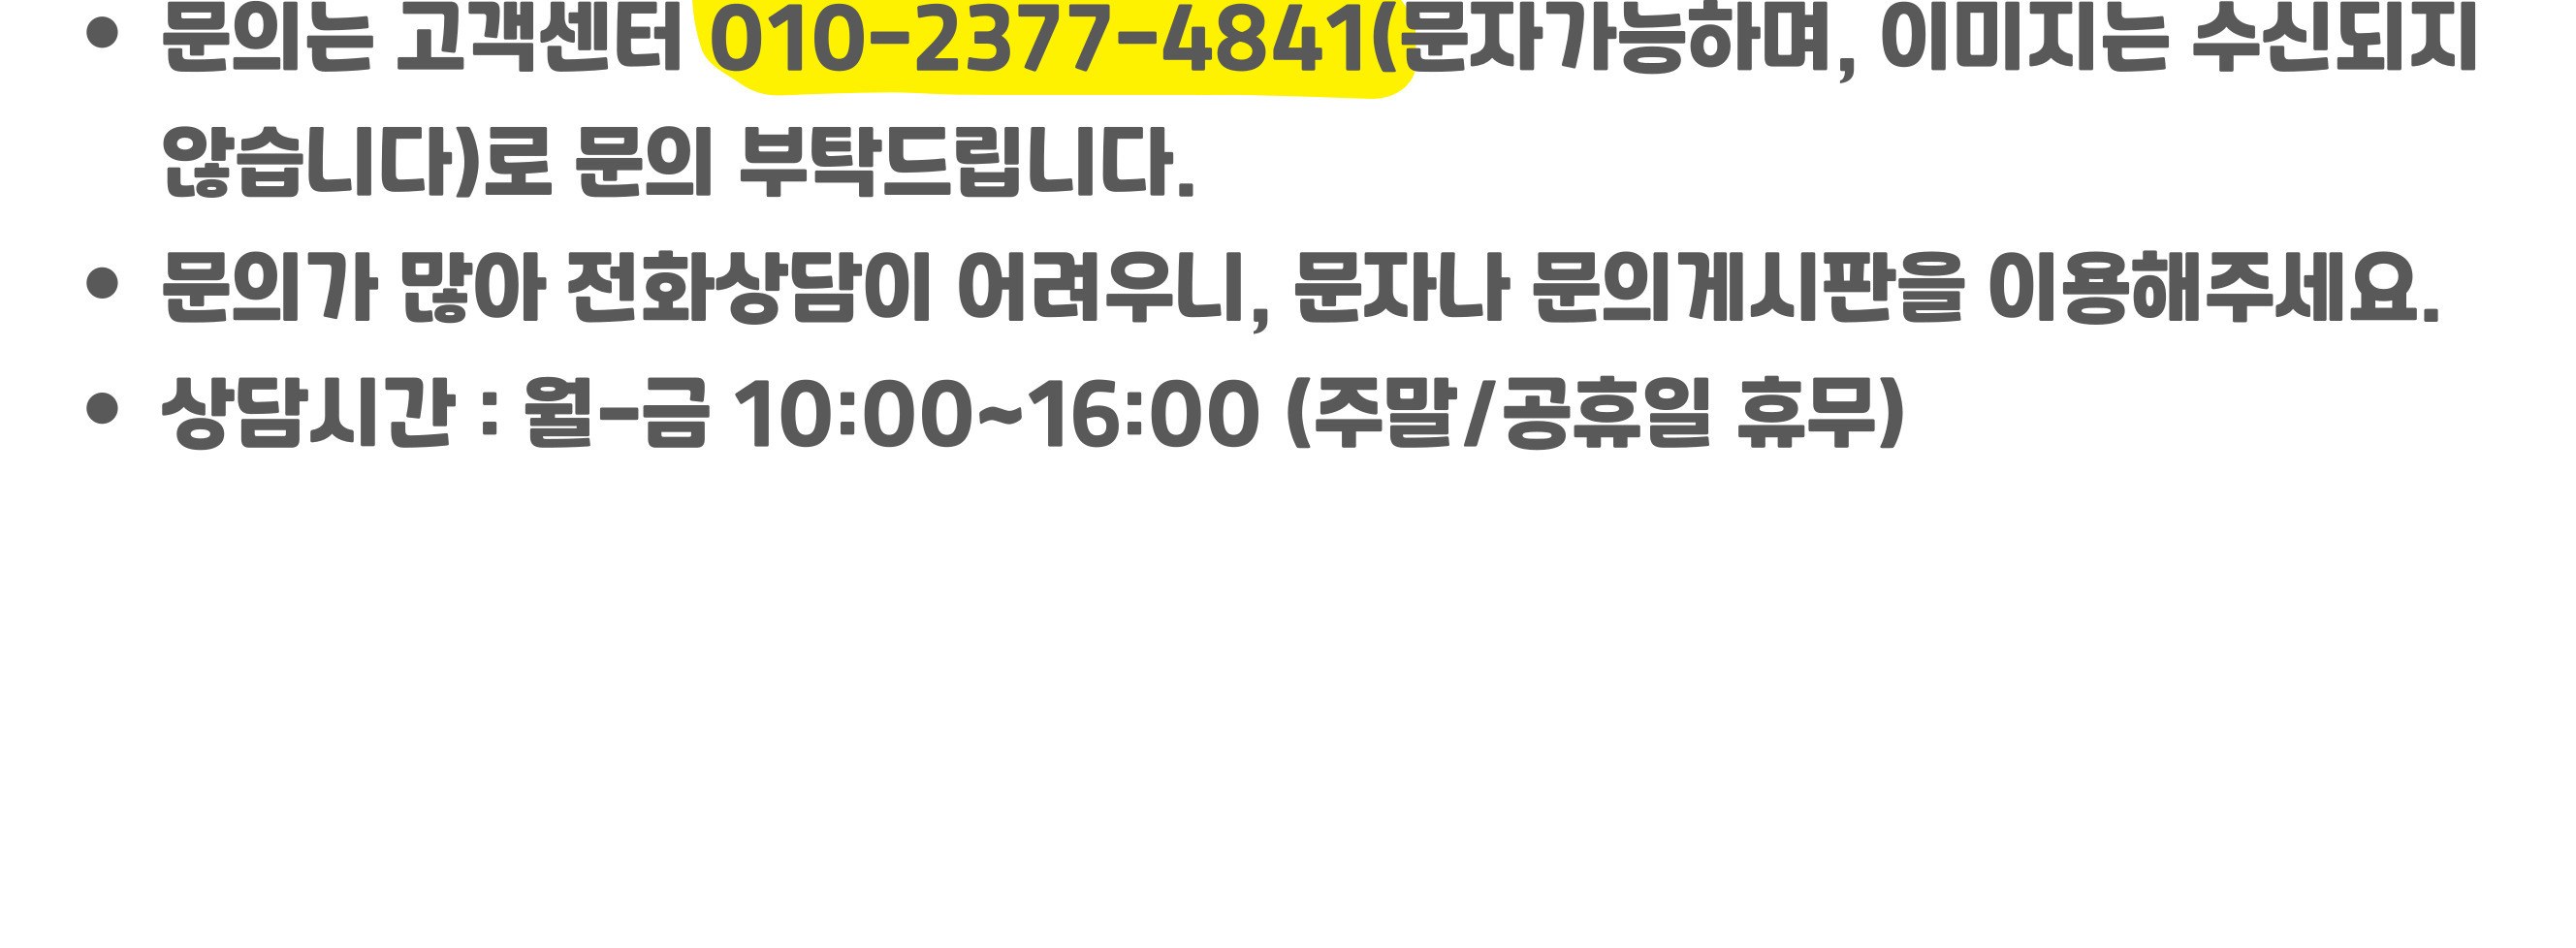 • 문의는 고객센터 010-2377-4841(문자가능하며, 이미지는 수신되지
않습니다)로 문의 부탁드립니다.
• 문의가 많아 전화상담이 어려우니, 문자나 문의게시판을 이용해주세요.
• 상담시간 : 월-금 10:00~16:00 (주말/공휴일 휴무)